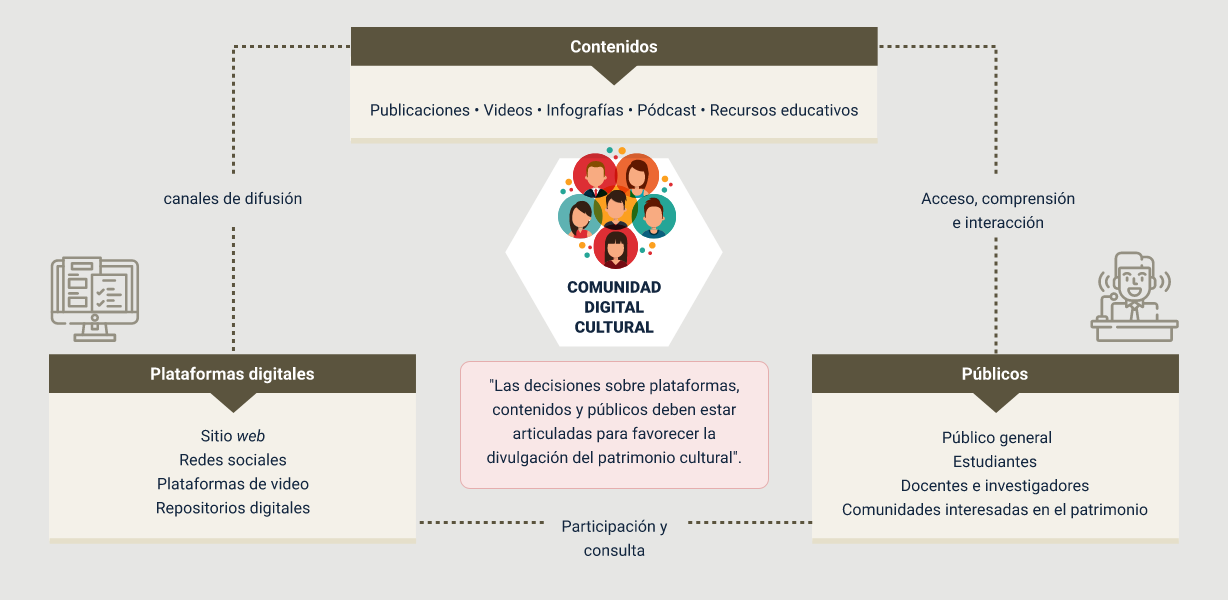 Contenidos
Publicaciones • Videos • Infografías • Pódcast • Recursos educativos
canales de difusión
Acceso, comprensión
e interacción
COMUNIDAD
DIGITAL
CULTURAL
Plataformas digitales
Sitio web
Redes sociales
Plataformas de video
Repositorios digitales
"Las decisiones sobre plataformas,
contenidos y públicos deben estar
articuladas para favorecer la
divulgación del patrimonio cultural".
Públicos
Público general
Estudiantes
Docentes e investigadores
Comunidades interesadas en el patrimonio
Participación y
consulta